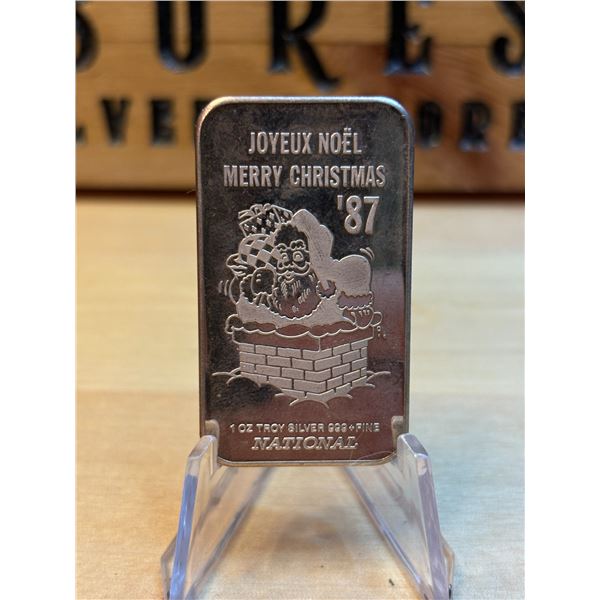 JOYEUX NOËL
MERRY CHRISTMAS
'87
1 OZ TROY SILVER 999+FINE
NATIONAL